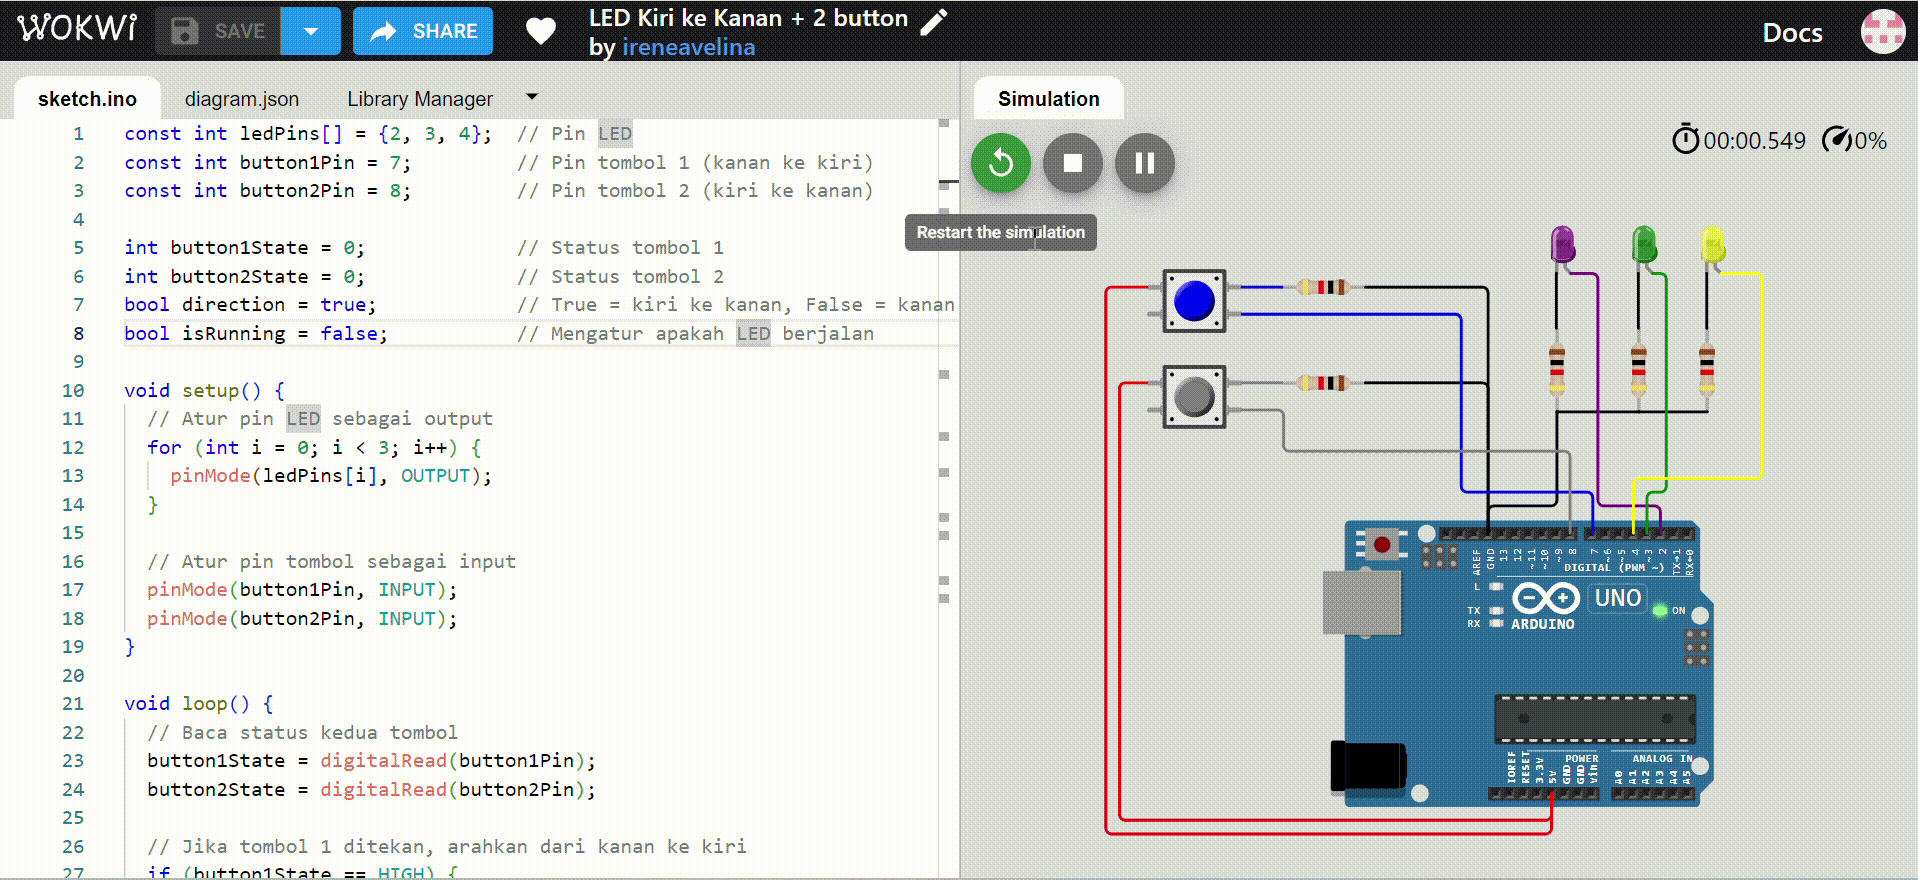 WOKWI
SAVE
SHARE
LED Kiri ke Kanan + 2 button
by ireneavelina
Docs
sketch.ino
diagram.json
Library Manager
1 const int ledPins[] = {2, 3, 4}; // Pin LED
2 const int button1Pin = 7; // Pin tombol 1 (kanan ke kiri)
3 const int button2Pin = 8; // Pin tombol 2 (kiri ke kanan)
4
5 int button1State = 0; // Status tombol 1
6 int button2State = 0; // Status tombol 2
7 bool direction = true; // True = kiri ke kanan, False = kanan
8 bool isRunning = false; // Mengatur apakah LED berjalan
9
10 void setup() {
11 // Atur pin LED sebagai output
12 for (int i = 0; i < 3; i++) {
13 pinMode(ledPins[i], OUTPUT);
14 }
15
16 // Atur pin tombol sebagai input
17 pinMode(button1Pin, INPUT);
18 pinMode(button2Pin, INPUT);
19 }
20
21 void loop() {
22 // Baca status kedua tombol
23 button1State = digitalRead(button1Pin);
24 button2State = digitalRead(button2Pin);
25
26 // Jika tombol 1 ditekan, arahkan dari kanan ke kiri
27 if (button1State == HIGH) {
Simulation
00:00.549 0%
Restart the simulation
AREF
GND
13
12
~11
~10
~9
8
7
~6
~5
4
~3
2
TX→1
RX←0
DIGITAL (PWM ~)
L
TX
RX
UNO
ON
ARDUINO
IOREF
RESET
3.3V
5V
GND
GND
Vin
POWER
ANALOG IN
A0
A1
A2
A3
A4
A5